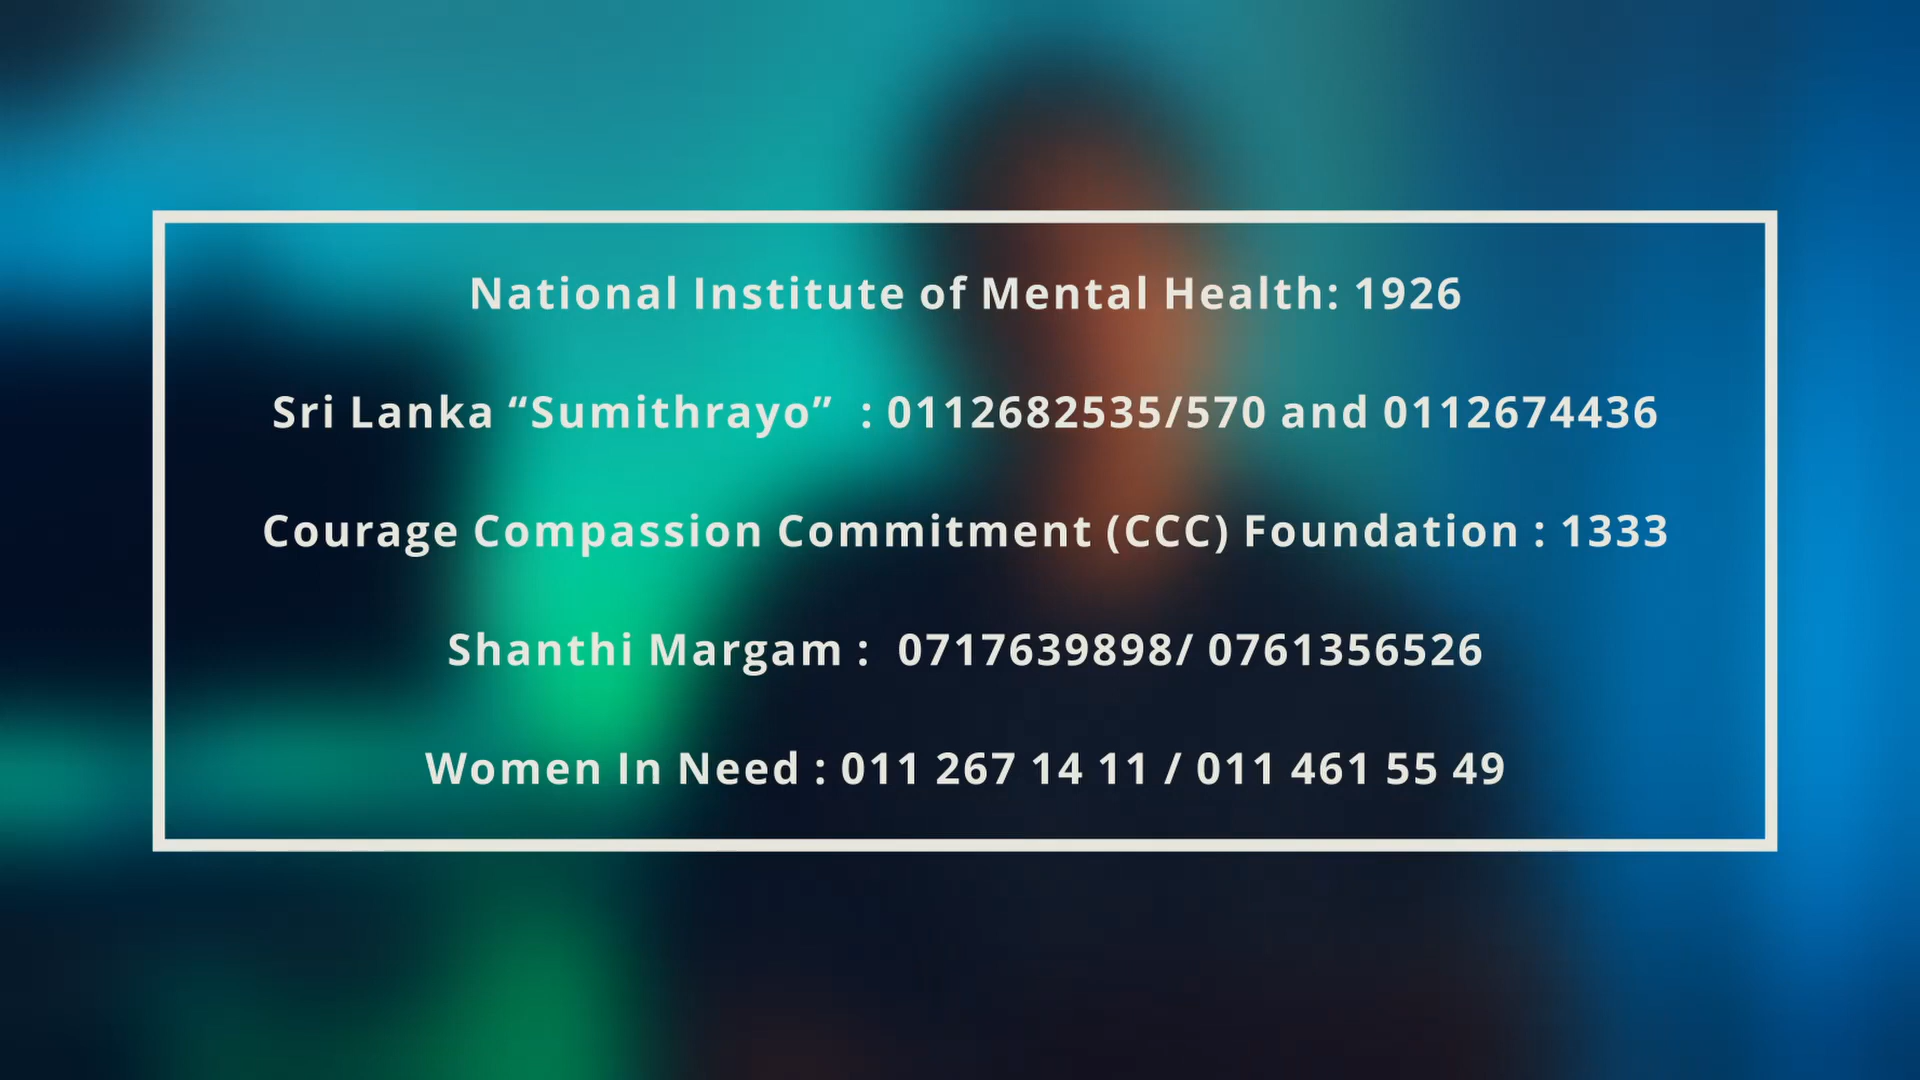 National Institute of Mental Health: 1926
Sri Lanka “Sumithrayo”  : 0112682535/570 and 0112674436
Courage Compassion Commitment (CCC) Foundation : 1333
Shanthi Margam :  0717639898/ 0761356526
Women In Need : 011 267 14 11 / 011 461 55 49